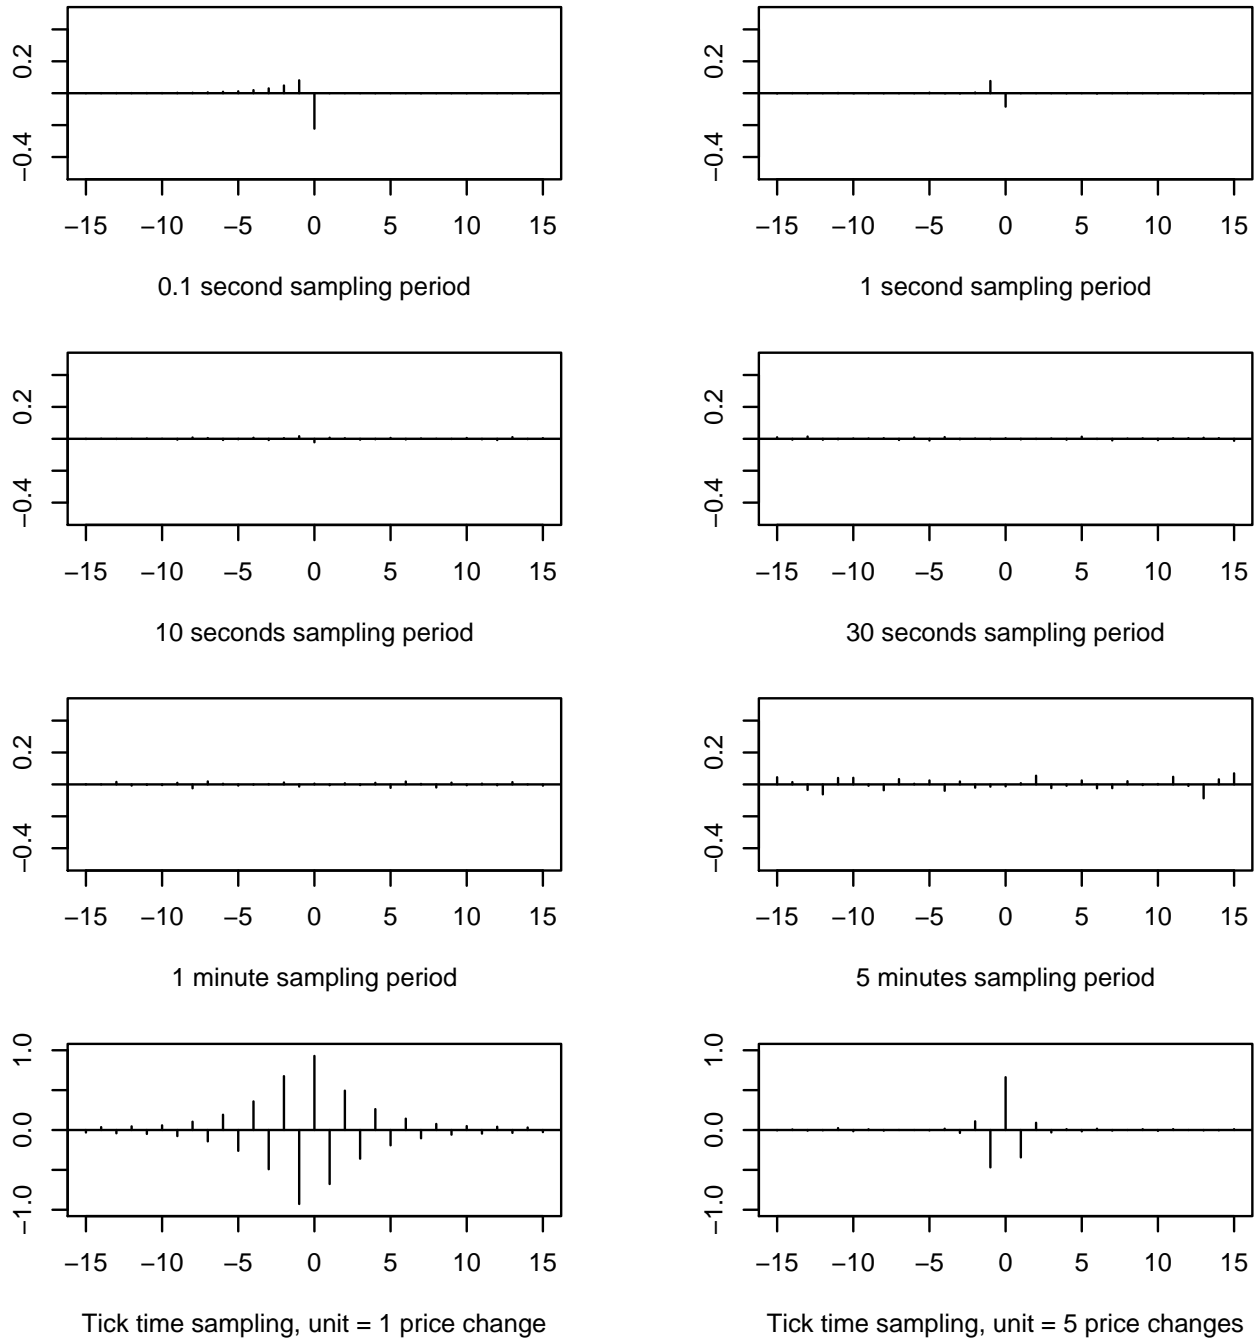 0.2
−0.4
−15 −10 −5 0 5 10 15
0.1 second sampling period
0.2
−0.4
−15 −10 −5 0 5 10 15
1 second sampling period
0.2
−0.4
−15 −10 −5 0 5 10 15
10 seconds sampling period
0.2
−0.4
−15 −10 −5 0 5 10 15
30 seconds sampling period
0.2
−0.4
−15 −10 −5 0 5 10 15
1 minute sampling period
0.2
−0.4
−15 −10 −5 0 5 10 15
5 minutes sampling period
1.0
0.0
−1.0
−15 −10 −5 0 5 10 15
Tick time sampling, unit = 1 price change
1.0
0.0
−1.0
−15 −10 −5 0 5 10 15
Tick time sampling, unit = 5 price changes